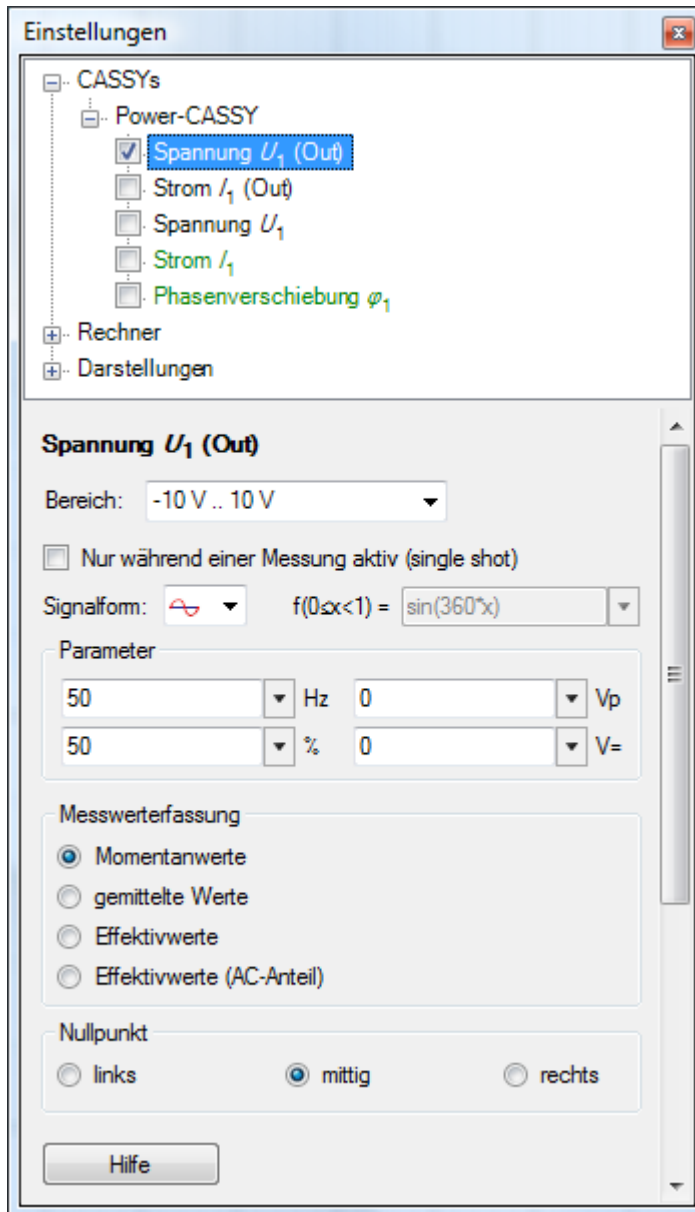 Einstellungen
CASSYs
Power-CASSY
Spannung U1 (Out)
Strom I1 (Out)
Spannung U1
Strom I1
Phasenverschiebung φ1
Rechner
Darstellungen
Spannung U1 (Out)
Bereich: -10 V .. 10 V
Nur während einer Messung aktiv (single shot)
Signalform: f(0≤x<1) = sin(360*x)
Parameter
50 Hz 0 Vp
50 % 0 V=
Messwerterfassung
Momentanwerte
gemittelte Werte
Effektivwerte
Effektivwerte (AC-Anteil)
Nullpunkt
links mittig rechts
Hilfe